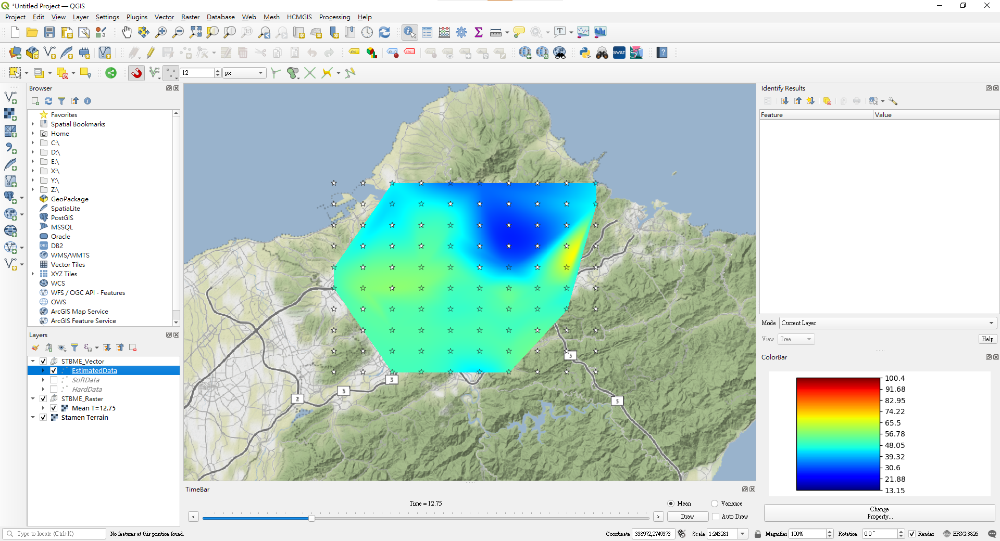 *Untitled Project — QGIS
Project Edit View Layer Settings Plugins Vector Raster Database Web Mesh HCMGIS Processing Help
SWAT
12 px
Browser
Favorites
Spatial Bookmarks
Home
C:\
D:\
E:\
X:\
Y:\
Z:\
GeoPackage
SpatiaLite
PostGIS
MSSQL
Oracle
DB2
WMS/WMTS
Vector Tiles
XYZ Tiles
WCS
WFS / OGC API - Features
OWS
ArcGIS Map Service
ArcGIS Feature Service
Layers
STBME_Vector
EstimatedData
SoftData
HardData
STBME_Raster
Mean T=12.75
Stamen Terrain
5
3
3
2
5
TimeBar
Time = 12.75
Mean Variance
< > Draw Auto Draw
Identify Results
Feature Value
Mode Current Layer
View Tree Help
ColorBar
100.4
91.68
82.95
74.22
65.5
56.78
48.05
39.32
30.6
21.88
13.15
Change
Property...
Type to locate (Ctrl+K) No features at this position found. Coordinate 338972,2749373 Scale 1:243281 Magnifier 100% Rotation 0.0 ° Render EPSG:3826